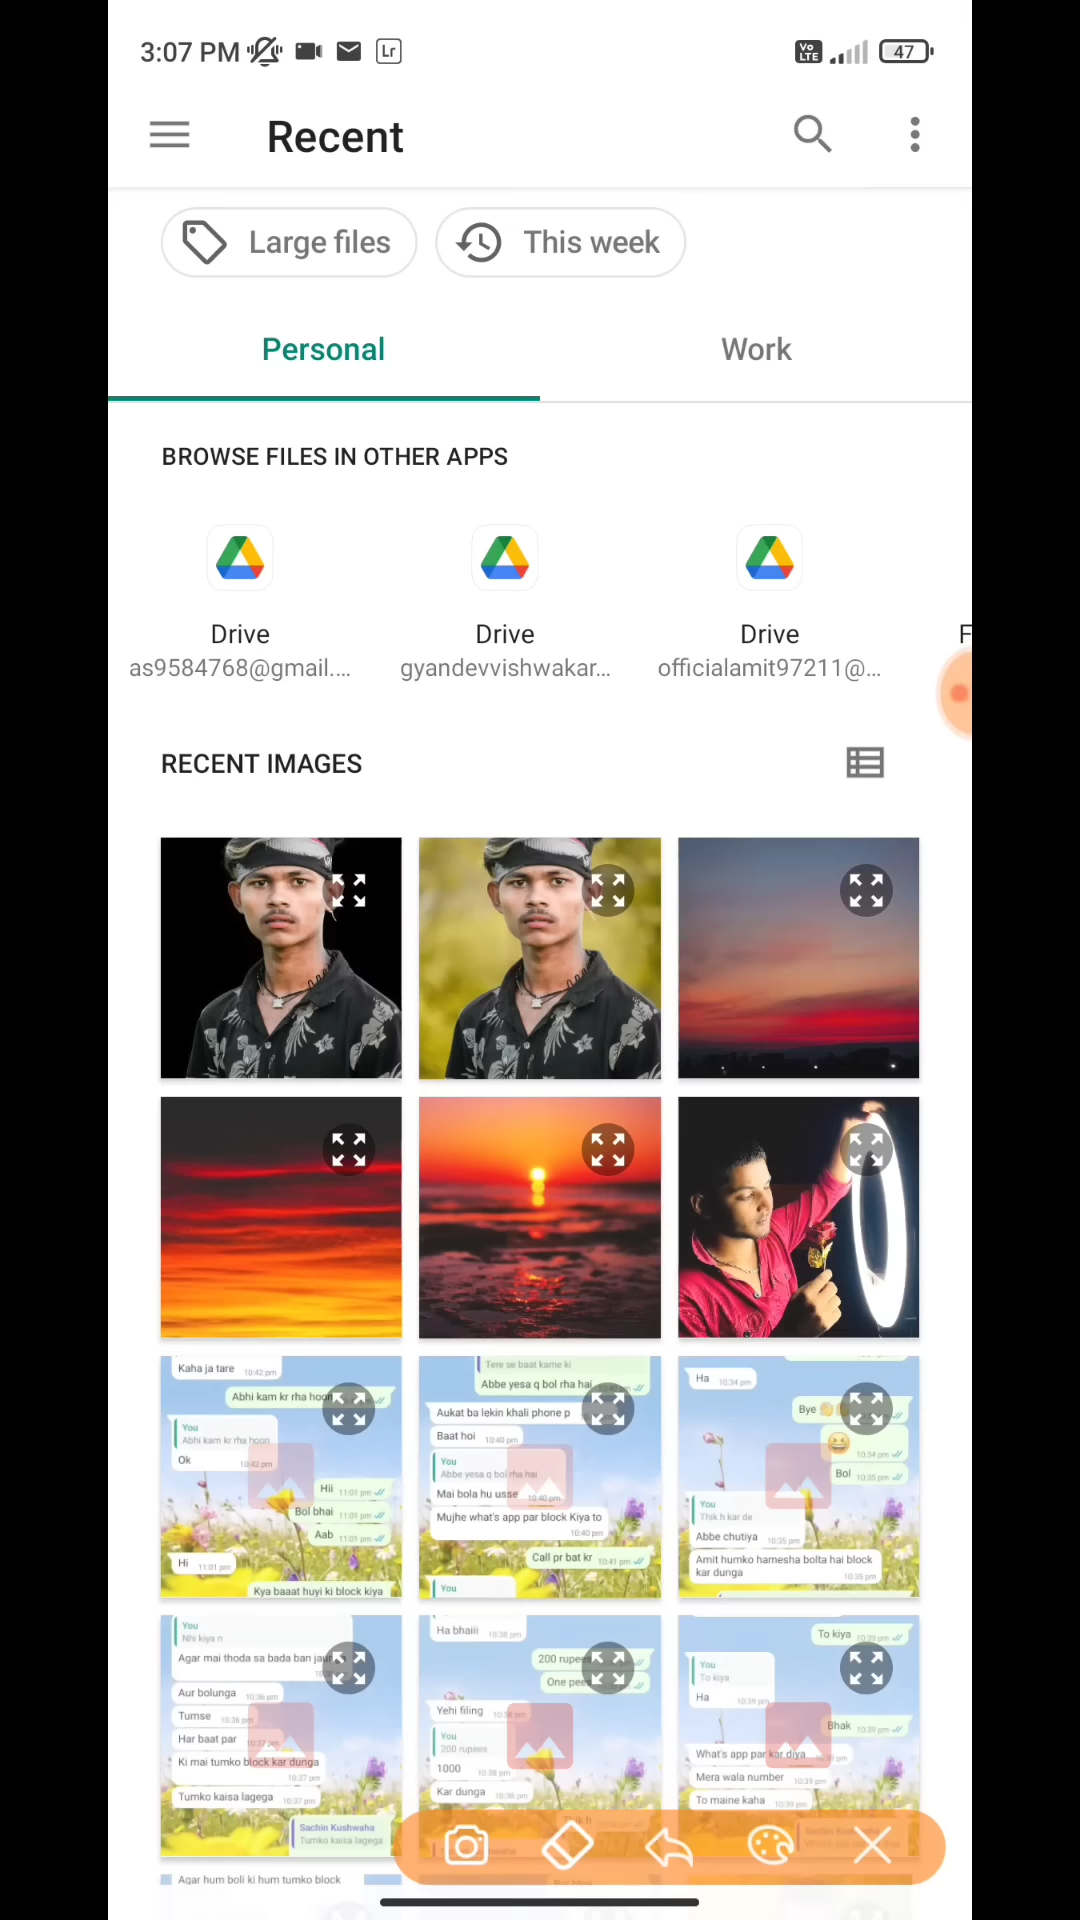 3:07 PM Lr Vo LTE 47
Recent
Large files This week
Personal Work
BROWSE FILES IN OTHER APPS
Drive Drive Drive F
as9584768@gmail.... gyandevvishwakar... officialamit97211@...
RECENT IMAGES
Kaha ja tare 10:42 pm
Abhi kam kr rha hoon
You
Abhi kam kr rha hoon
Ok 10:42 pm
Hii 11:01 pm
Bol bhai 11:01 pm
Aab 11:01 pm
Hi 11:01 pm
Kya baaat huyi ki block kiya
Tere se baat karne ki
Abbe yesa q bol rha hai
Aukat ba lekin khali phone p
Baat hoi 10:40 pm
You
Abbe yesa q bol rha hai
Mai bola hu usse 10:40 pm
Mujhe what's app par block Kiya to
10:40 pm
Call pr bat kr 10:41 pm
You
Ha 10:34 pm
Bye
10:34 pm
Bol 10:35 pm
You
Thik h kar de
Abbe chutiya 10:35 pm
Amit humko hamesha bolta hai block
kar dunga 10:35 pm
You
Nhi kiya n
Agar mai thoda sa bada ban jaun
Aur bolunga 10:36 pm
Tumse 10:36 pm
Har baat par 10:37 pm
Ki mai tumko block kar dunga
10:37 pm
Tumko kaisa lagega 10:37 pm
Sachin Kushwaha
Tumko kaisa lagega
Ha bhaiii 10:38 pm
200 rupees
One pee
Yehi filing 10:38 pm
You
200 rupees
1000 10:38 pm
Kar dunga 10:38 pm
To kiya 10:39 pm
You
To kiya
Ha 10:39 pm
Bhak 10:39 pm
What's app par kar diya 10:39 pm
Mera wala number 10:39 pm
To maine kaha 10:39 pm
Agar hum boli ki hum tumko block